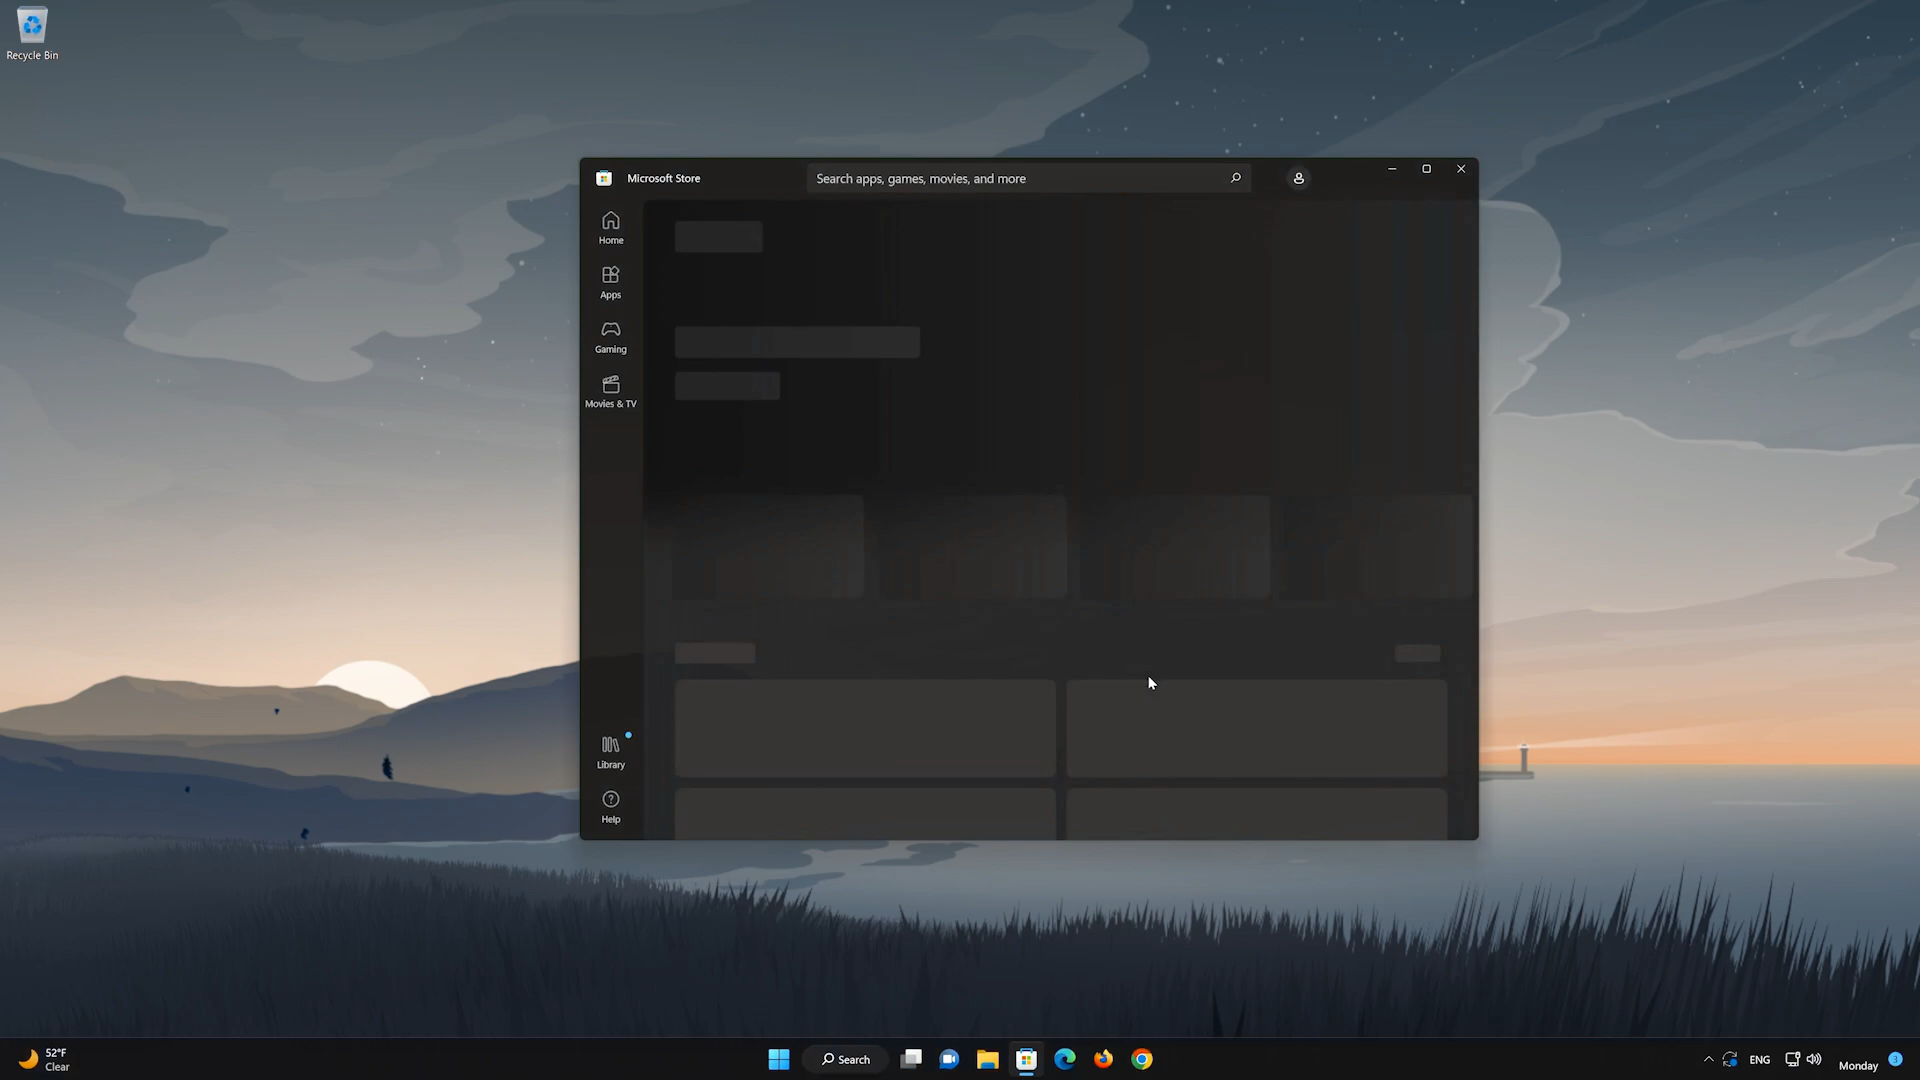 Recycle Bin
Microsoft Store
Search apps, games, movies, and more
Home
Apps
Gaming
Movies & TV
Library
Help
52°F
Clear
Search
ENG
Monday
3